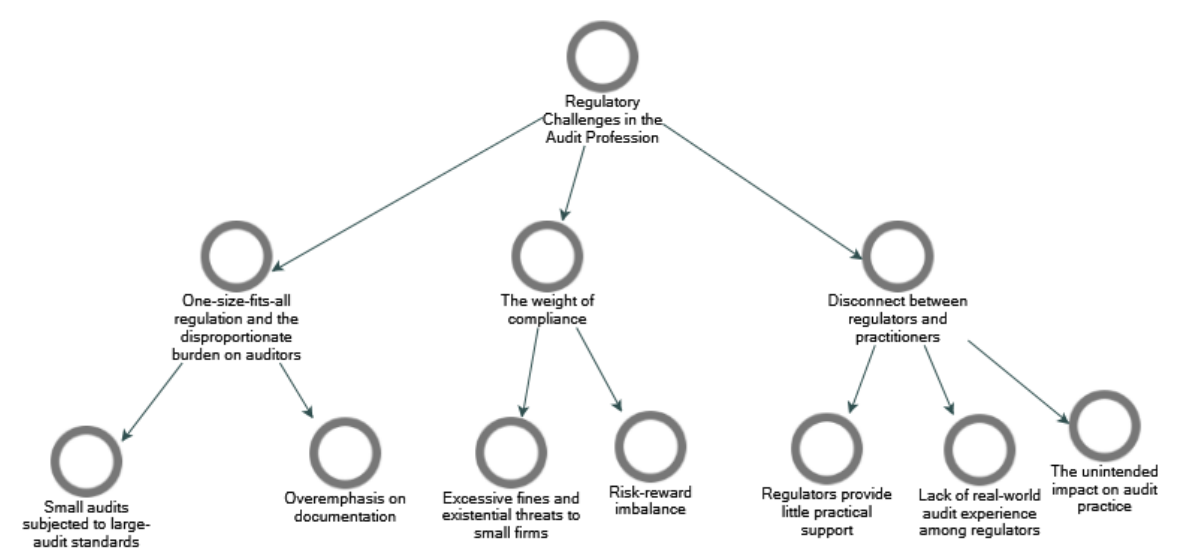 Regulatory
Challenges in the
Audit Profession
One-size-fits-all
regulation and the
disproportionate
burden on auditors
The weight of
compliance
Disconnect between
regulators and
practitioners
Small audits
subjected to large-
audit standards
Overemphasis on
documentation
Excessive fines and
existential threats to
small firms
Risk-reward
imbalance
Regulators provide
little practical
support
Lack of real-world
audit experience
among regulators
The unintended
impact on audit
practice